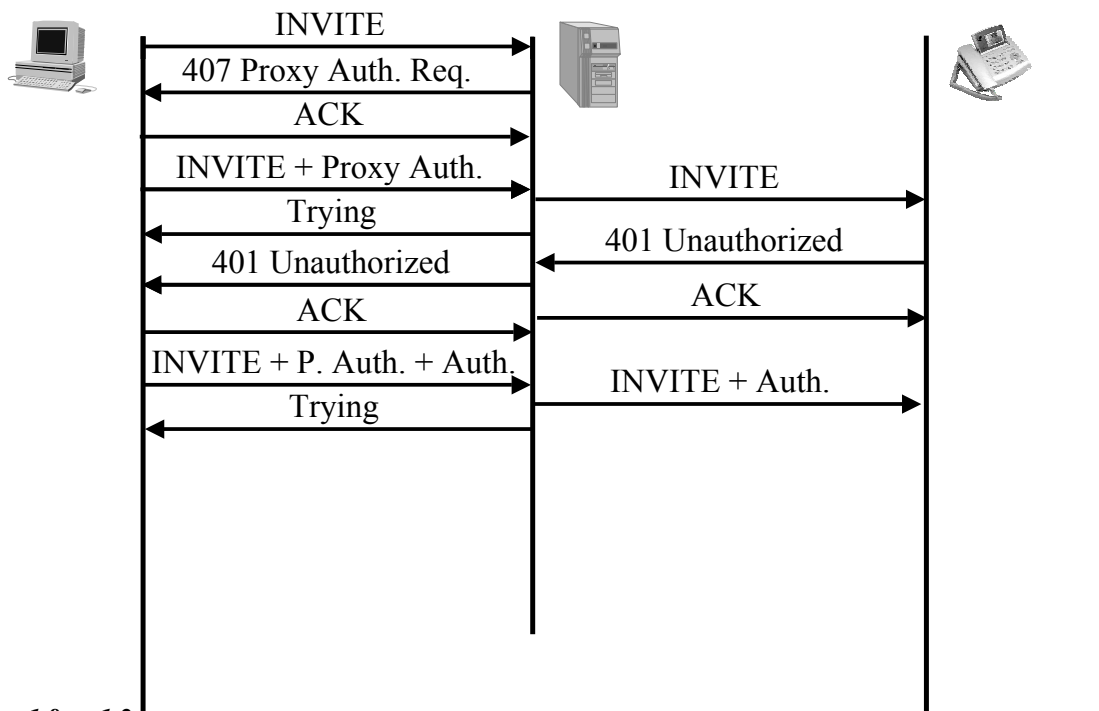 INVITE
407 Proxy Auth. Req.
ACK
INVITE + Proxy Auth.
INVITE
Trying
401 Unauthorized
401 Unauthorized
ACK
ACK
INVITE + P. Auth. + Auth.
INVITE + Auth.
Trying